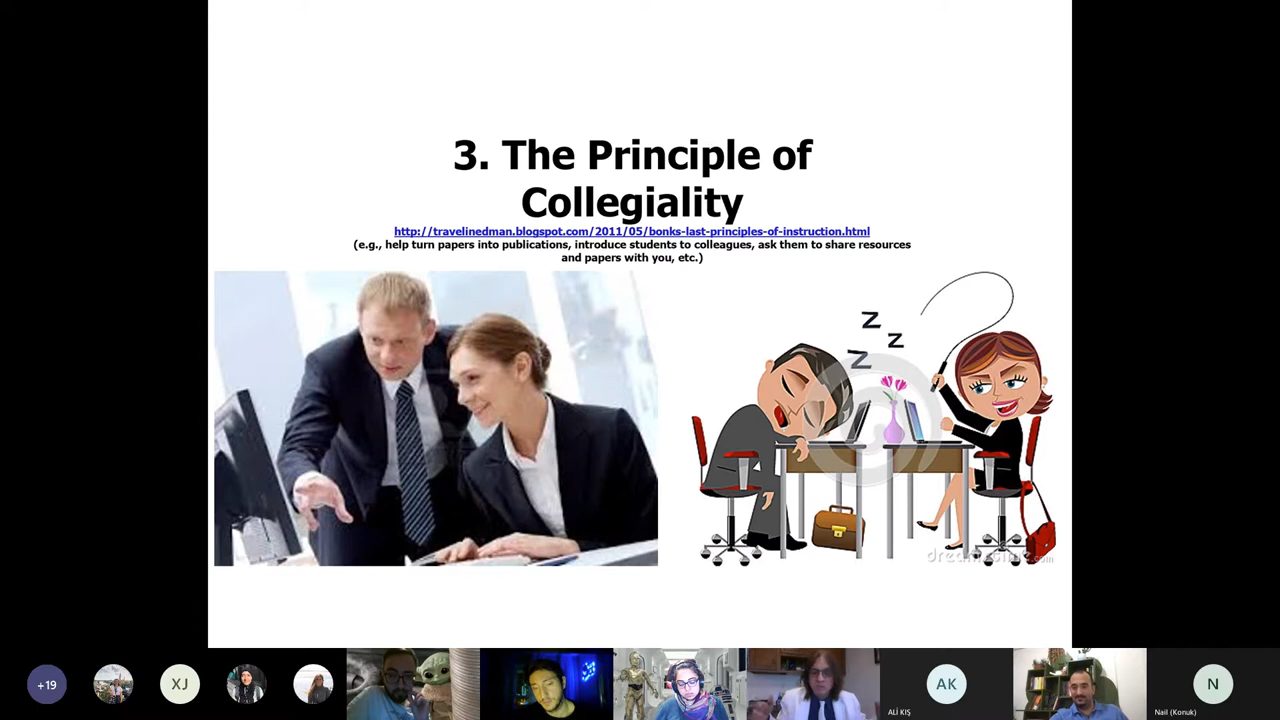 3. The Principle of
Collegiality
http://travelinedman.blogspot.com/2011/05/bonks-last-principles-of-instruction.html
(e.g., help turn papers into publications, introduce students to colleagues, ask them to share resources
and papers with you, etc.)
Z
Z
Z
+19
XJ
AK
N
ALİ KIŞ
Nail (Konuk)